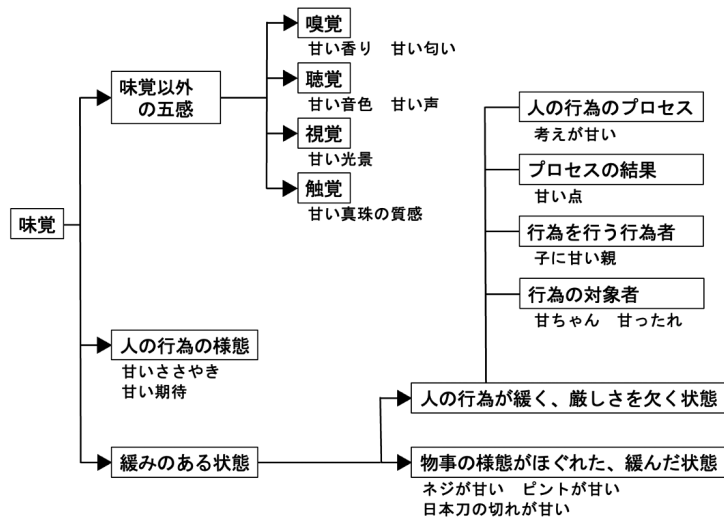 味覚
味覚以外
の五感
嗅覚
甘い香り　甘い匂い
聴覚
甘い音色　甘い声
視覚
甘い光景
触覚
甘い真珠の質感
人の行為の様態
甘いささやき
甘い期待
緩みのある状態
人の行為が緩く、厳しさを欠く状態
人の行為のプロセス
考えが甘い
プロセスの結果
甘い点
行為を行う行為者
子に甘い親
行為の対象者
甘ちゃん　甘ったれ
物事の様態がほぐれた、緩んだ状態
ネジが甘い　ピントが甘い
日本刀の切れが甘い